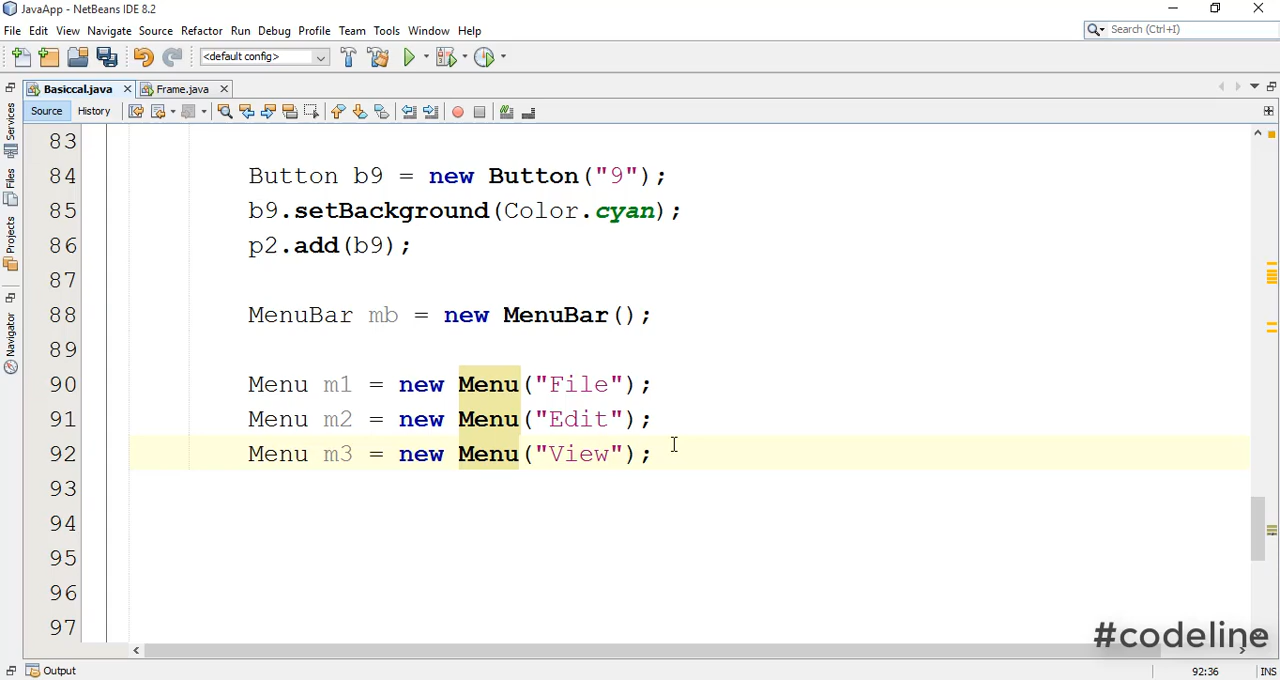 JavaApp - NetBeans IDE 8.2
File Edit View Navigate Source Refactor Run Debug Profile Team Tools Window Help
Search (Ctrl+I)
<default config>
Basiccal.java Frame.java
Source History
Services
Files
Projects
Navigator
83
84 Button b9 = new Button("9");
85 b9.setBackground(Color.cyan);
86 p2.add(b9);
87
88 MenuBar mb = new MenuBar();
89
90 Menu m1 = new Menu("File");
91 Menu m2 = new Menu("Edit");
92 Menu m3 = new Menu("View");
93
94
95
96
97
#codeline
Output
92:36 INS